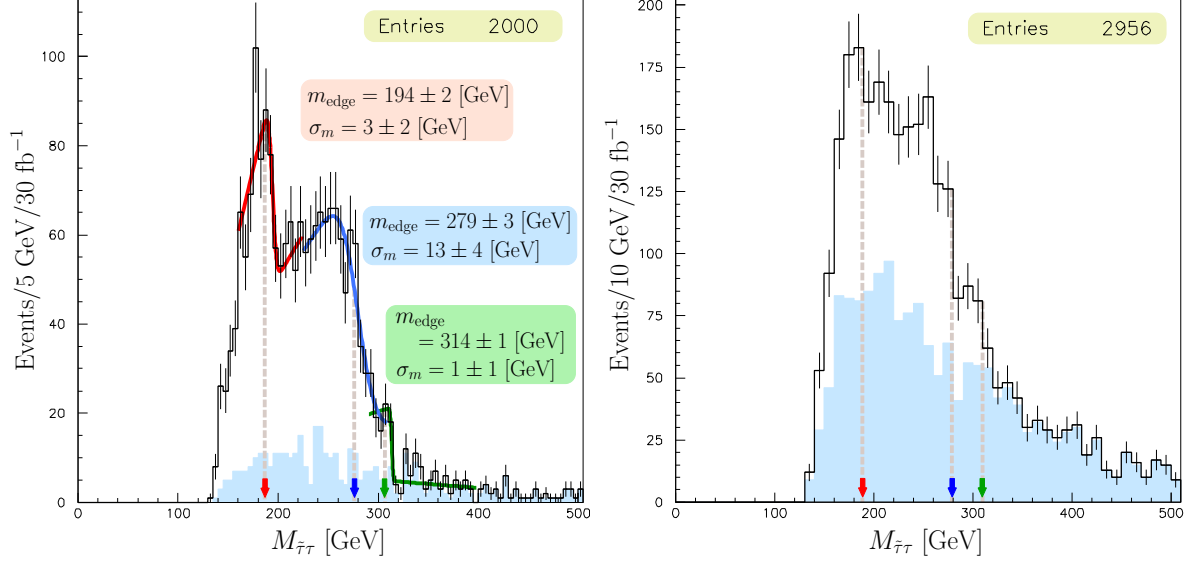 Entries 2000
m_edge = 194 ± 2 [GeV]
σ_m = 3 ± 2 [GeV]
m_edge = 279 ± 3 [GeV]
σ_m = 13 ± 4 [GeV]
m_edge
= 314 ± 1 [GeV]
σ_m = 1 ± 1 [GeV]
Events/5 GeV/30 fb⁻¹
100
80
60
40
20
0
0 100 200 300 400 500
M_τ̃τ [GeV]
Entries 2956
Events/10 GeV/30 fb⁻¹
200
175
150
125
100
75
50
25
0
0 100 200 300 400 500
M_τ̃τ [GeV]